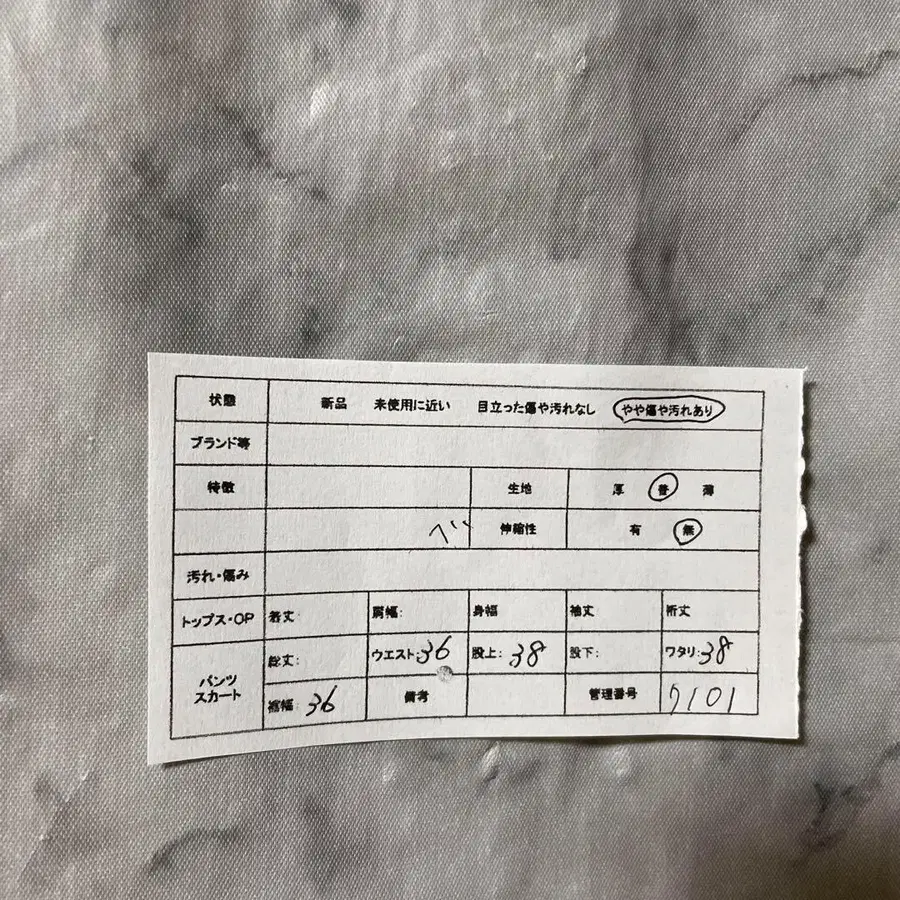 状態 新品 未使用に近い 目立った傷や汚れなし やや傷や汚れあり
ブランド等
特徴 生地 厚 普 薄
ベ 伸縮性 有 無
汚れ・傷み
トップス・OP 着丈: 肩幅: 身幅 袖丈 裄丈
パンツ スカート 総丈: ウエスト:36 股上: 38 股下: ワタリ:38
裾幅: 36 備考 管理番号 7101